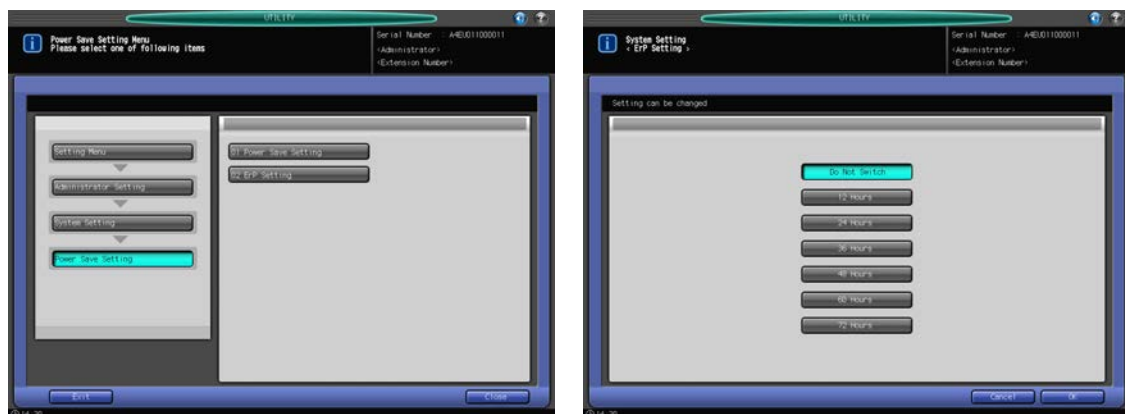 UTILITY
Power Save Setting Menu
Please select one of following items
Serial Number : A4EU011000011
<Administrator>
<Extension Number>
Setting Menu
Administrator Setting
System Setting
Power Save Setting
01 Power Save Setting
02 ErP Setting
Exit
Close
UTILITY
System Setting
< ErP Setting >
Serial Number : A4EU011000011
<Administrator>
<Extension Number>
Setting can be changed
Do Not Switch
12 Hours
24 Hours
36 Hours
48 Hours
60 Hours
72 Hours
Cancel
OK